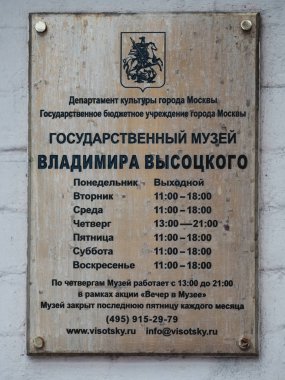 Департамент культуры города Москвы
Государственное бюджетное учреждение города Москвы
ГОСУДАРСТВЕННЫЙ МУЗЕЙ
ВЛАДИМИРА ВЫСОЦКОГО
Понедельник Выходной
Вторник 11:00 – 18:00
Среда 11:00 – 18:00
Четверг 13:00 — 21:00
Пятница 11:00 – 18:00
Суббота 11:00 – 18:00
Воскресенье 11:00 – 18:00
По четвергам Музей работает с 13:00 до 21:00
в рамках акции «Вечер в Музее»
Музей закрыт последнюю пятницу каждого месяца
(495) 915-29-79
www.visotsky.ru info@visotsky.ru